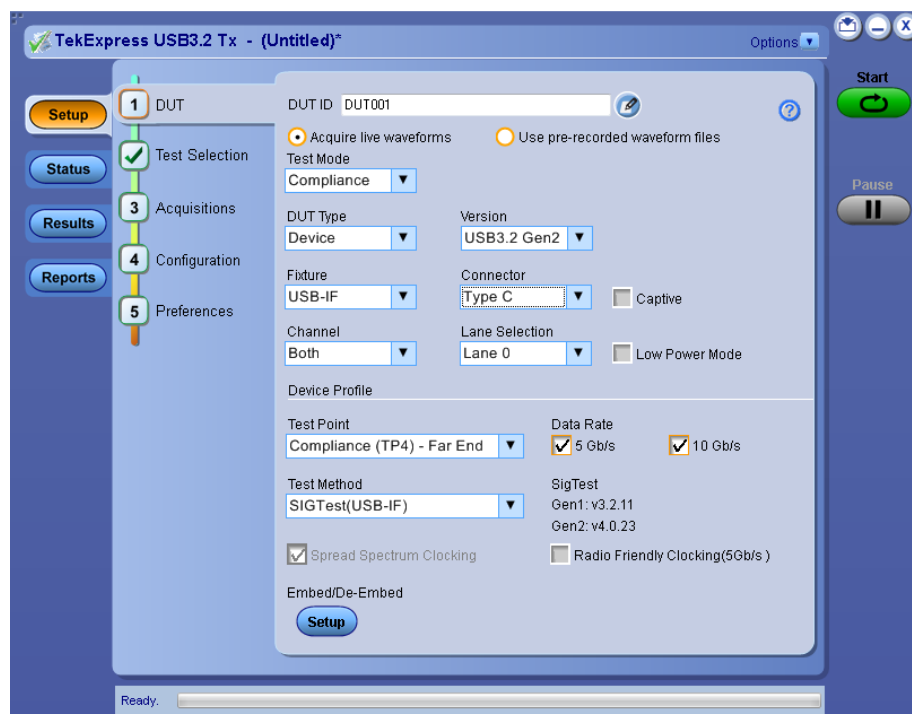 TekExpress USB3.2 Tx - (Untitled)*
Options
Start
Pause
Setup
Status
Results
Reports
1 DUT
Test Selection
3 Acquisitions
4 Configuration
5 Preferences
DUT ID DUT001
Acquire live waveforms Use pre-recorded waveform files
Test Mode
Compliance
DUT Type Version
Device USB3.2 Gen2
Fixture Connector
USB-IF Type C Captive
Channel Lane Selection
Both Lane 0 Low Power Mode
Device Profile
Test Point Data Rate
Compliance (TP4) - Far End 5 Gb/s 10 Gb/s
Test Method SigTest
SIGTest(USB-IF) Gen1: v3.2.11
Gen2: v4.0.23
Spread Spectrum Clocking Radio Friendly Clocking(5Gb/s )
Embed/De-Embed
Setup
Ready.